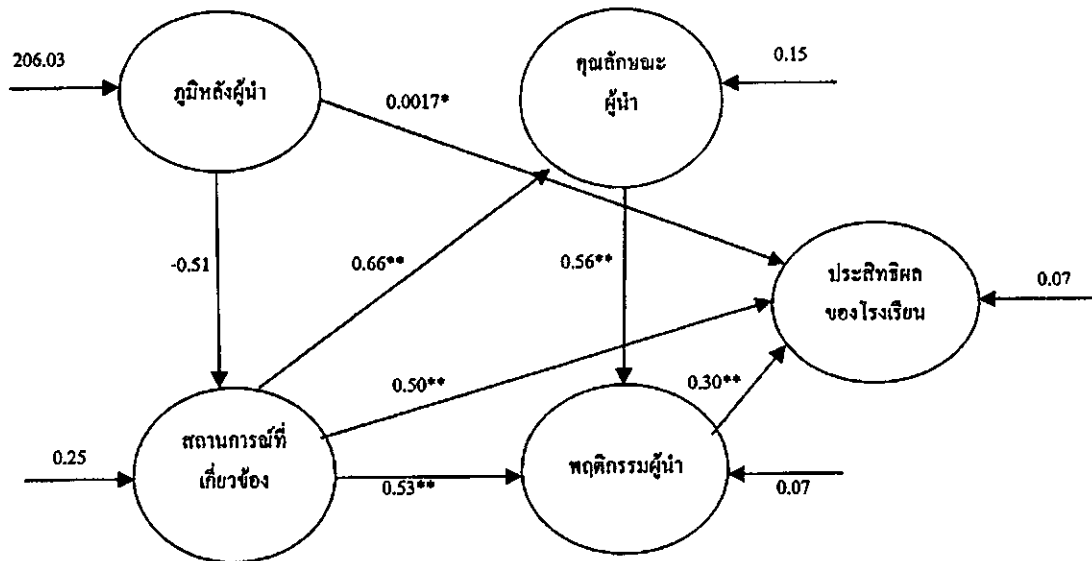 206.03
ภูมิหลังผู้นำ
คุณลักษณะ
ผู้นำ
0.15
0.0017*
-0.51
0.66**
0.56**
ประสิทธิผล
ของโรงเรียน
0.07
0.50**
0.30**
สถานการณ์ที่
เกี่ยวข้อง
0.25
0.53**
พฤติกรรมผู้นำ
0.07